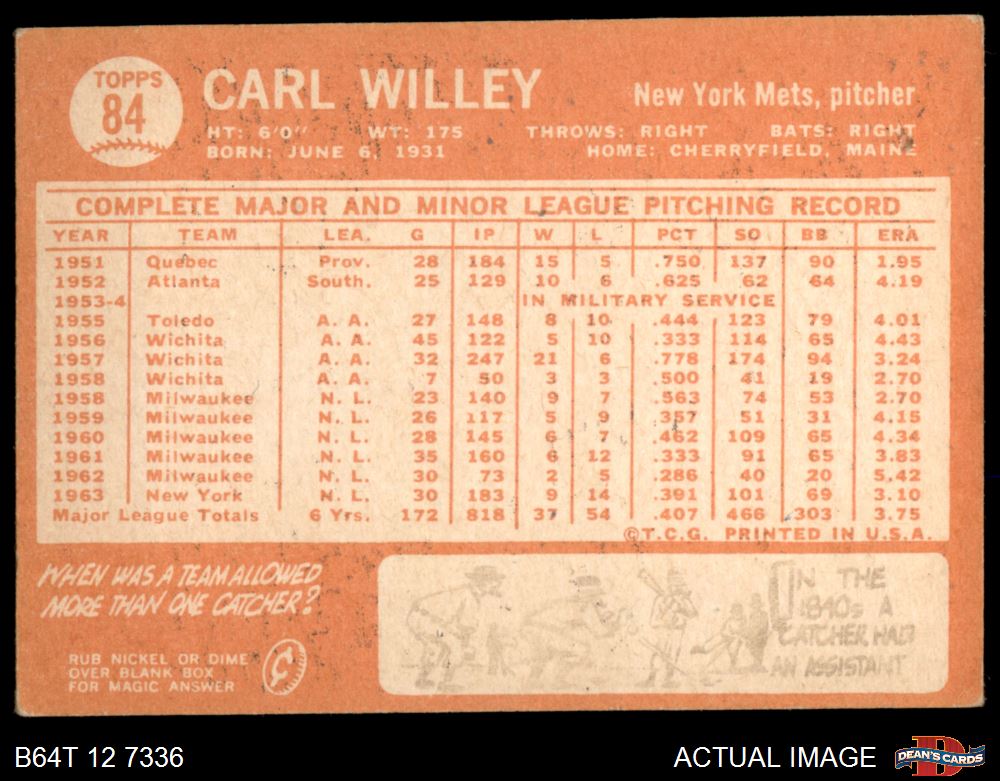 TOPPS
84
CARL WILLEY
New York Mets, pitcher
HT: 6'0" WT: 175 THROWS: RIGHT BATS: RIGHT
BORN: JUNE 6, 1931 HOME: CHERRYFIELD, MAINE
COMPLETE MAJOR AND MINOR LEAGUE PITCHING RECORD
YEAR TEAM LEA. G IP W L PCT SO BB ERA
1951 Quebec Prov. 28 184 15 5 .750 137 90 1.95
1952 Atlanta South. 25 129 10 6 .625 62 64 4.19
1953-4 IN MILITARY SERVICE
1955 Toledo A. A. 27 148 8 10 .444 123 79 4.01
1956 Wichita A. A. 45 122 5 10 .333 114 65 4.43
1957 Wichita A. A. 32 247 21 6 .778 174 94 3.24
1958 Wichita A. A. 7 50 3 3 .500 41 19 2.70
1958 Milwaukee N. L. 23 140 9 7 .563 74 53 2.70
1959 Milwaukee N. L. 26 117 5 9 .357 51 31 4.15
1960 Milwaukee N. L. 28 145 6 7 .462 109 65 4.34
1961 Milwaukee N. L. 35 160 6 12 .333 91 65 3.83
1962 Milwaukee N. L. 30 73 2 5 .286 40 20 5.42
1963 New York N. L. 30 183 9 14 .391 101 69 3.10
Major League Totals 6 Yrs. 172 818 37 54 .407 466 303 3.75
©T.C.G. PRINTED IN U.S.A.
WHEN WAS A TEAM ALLOWED
MORE THAN ONE CATCHER?
RUB NICKEL OR DIME
OVER BLANK BOX
FOR MAGIC ANSWER
IN THE
1840s A
CATCHER HAD
AN ASSISTANT
B64T 12 7336
ACTUAL IMAGE
DEAN'S CARDS